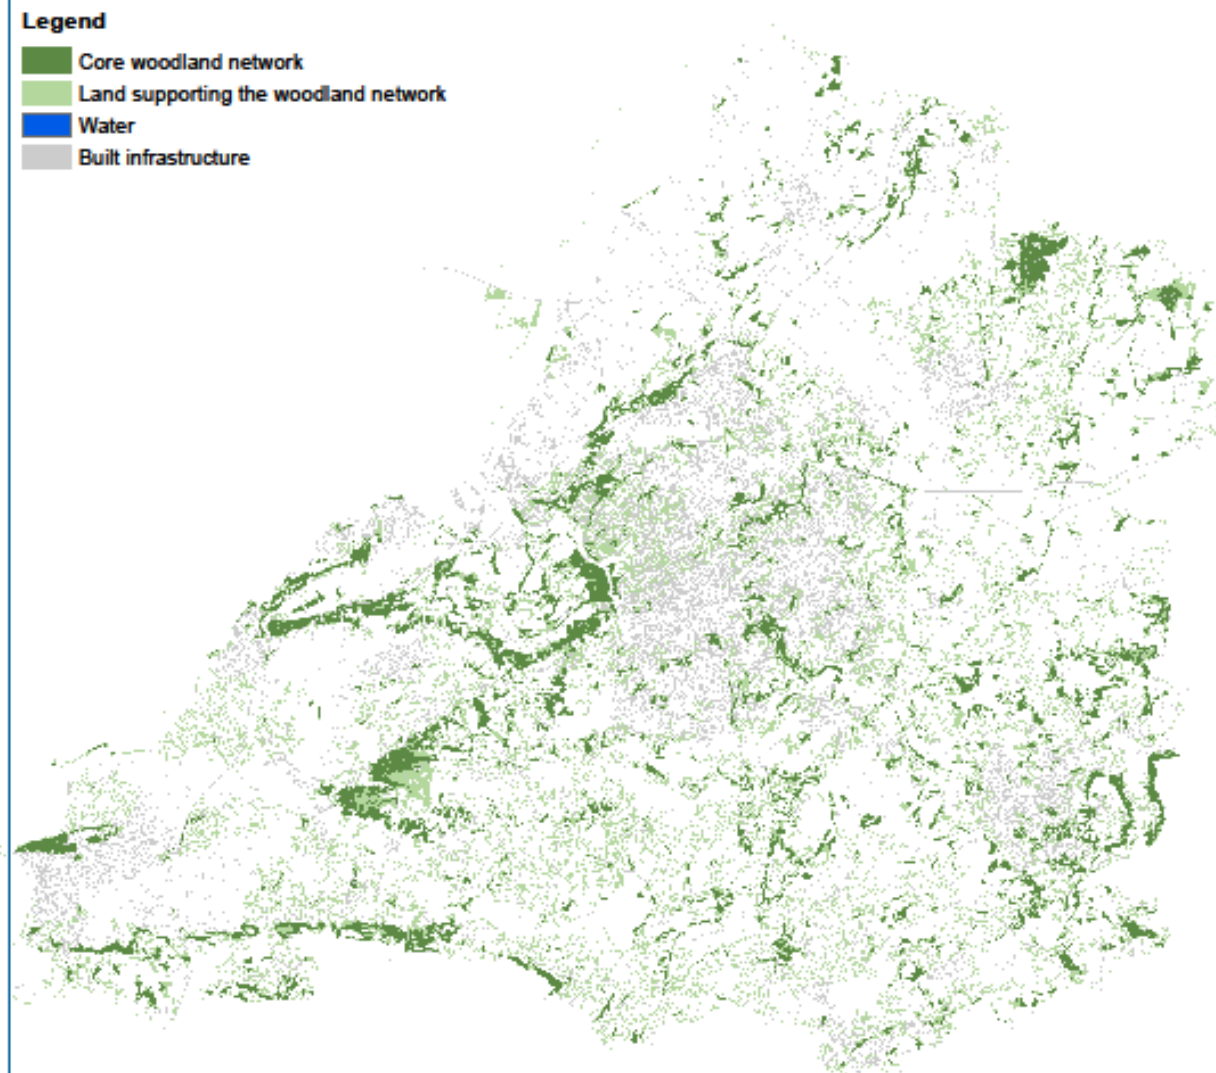 Legend
Core woodland network
Land supporting the woodland network
Water
Built infrastructure